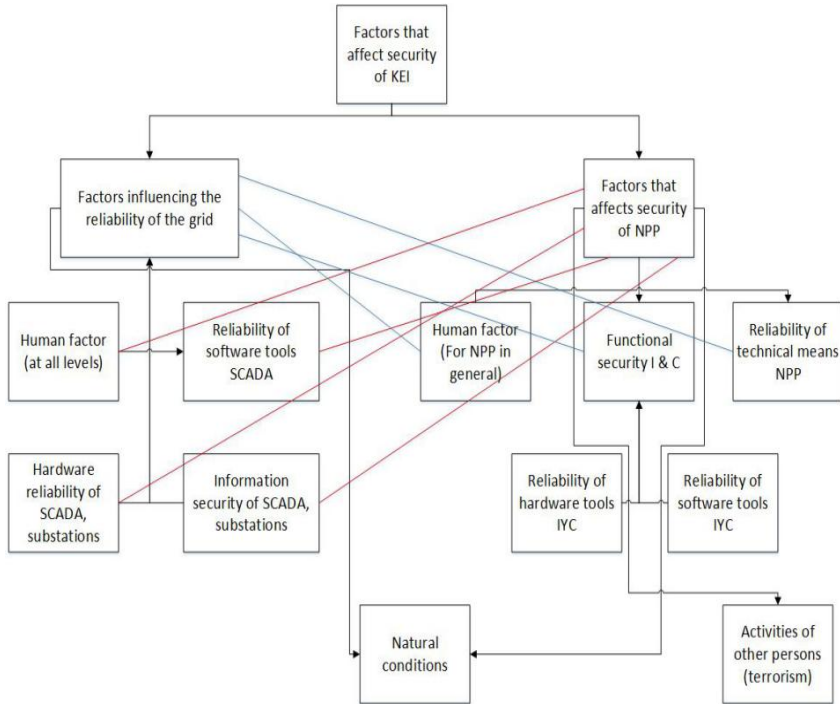 Factors that
affect security
of KEI
Factors influencing the
reliability of the grid
Factors that
affects security
of NPP
Human factor
(at all levels)
Reliability of
software tools
SCADA
Human factor
(For NPP in
general)
Functional
security I & C
Reliability of
technical means
NPP
Hardware
reliability of
SCADA,
substations
Information
security of SCADA,
substations
Reliability of
hardware tools
IYC
Reliability of
software tools
IYC
Natural
conditions
Activities of
other persons
(terrorism)